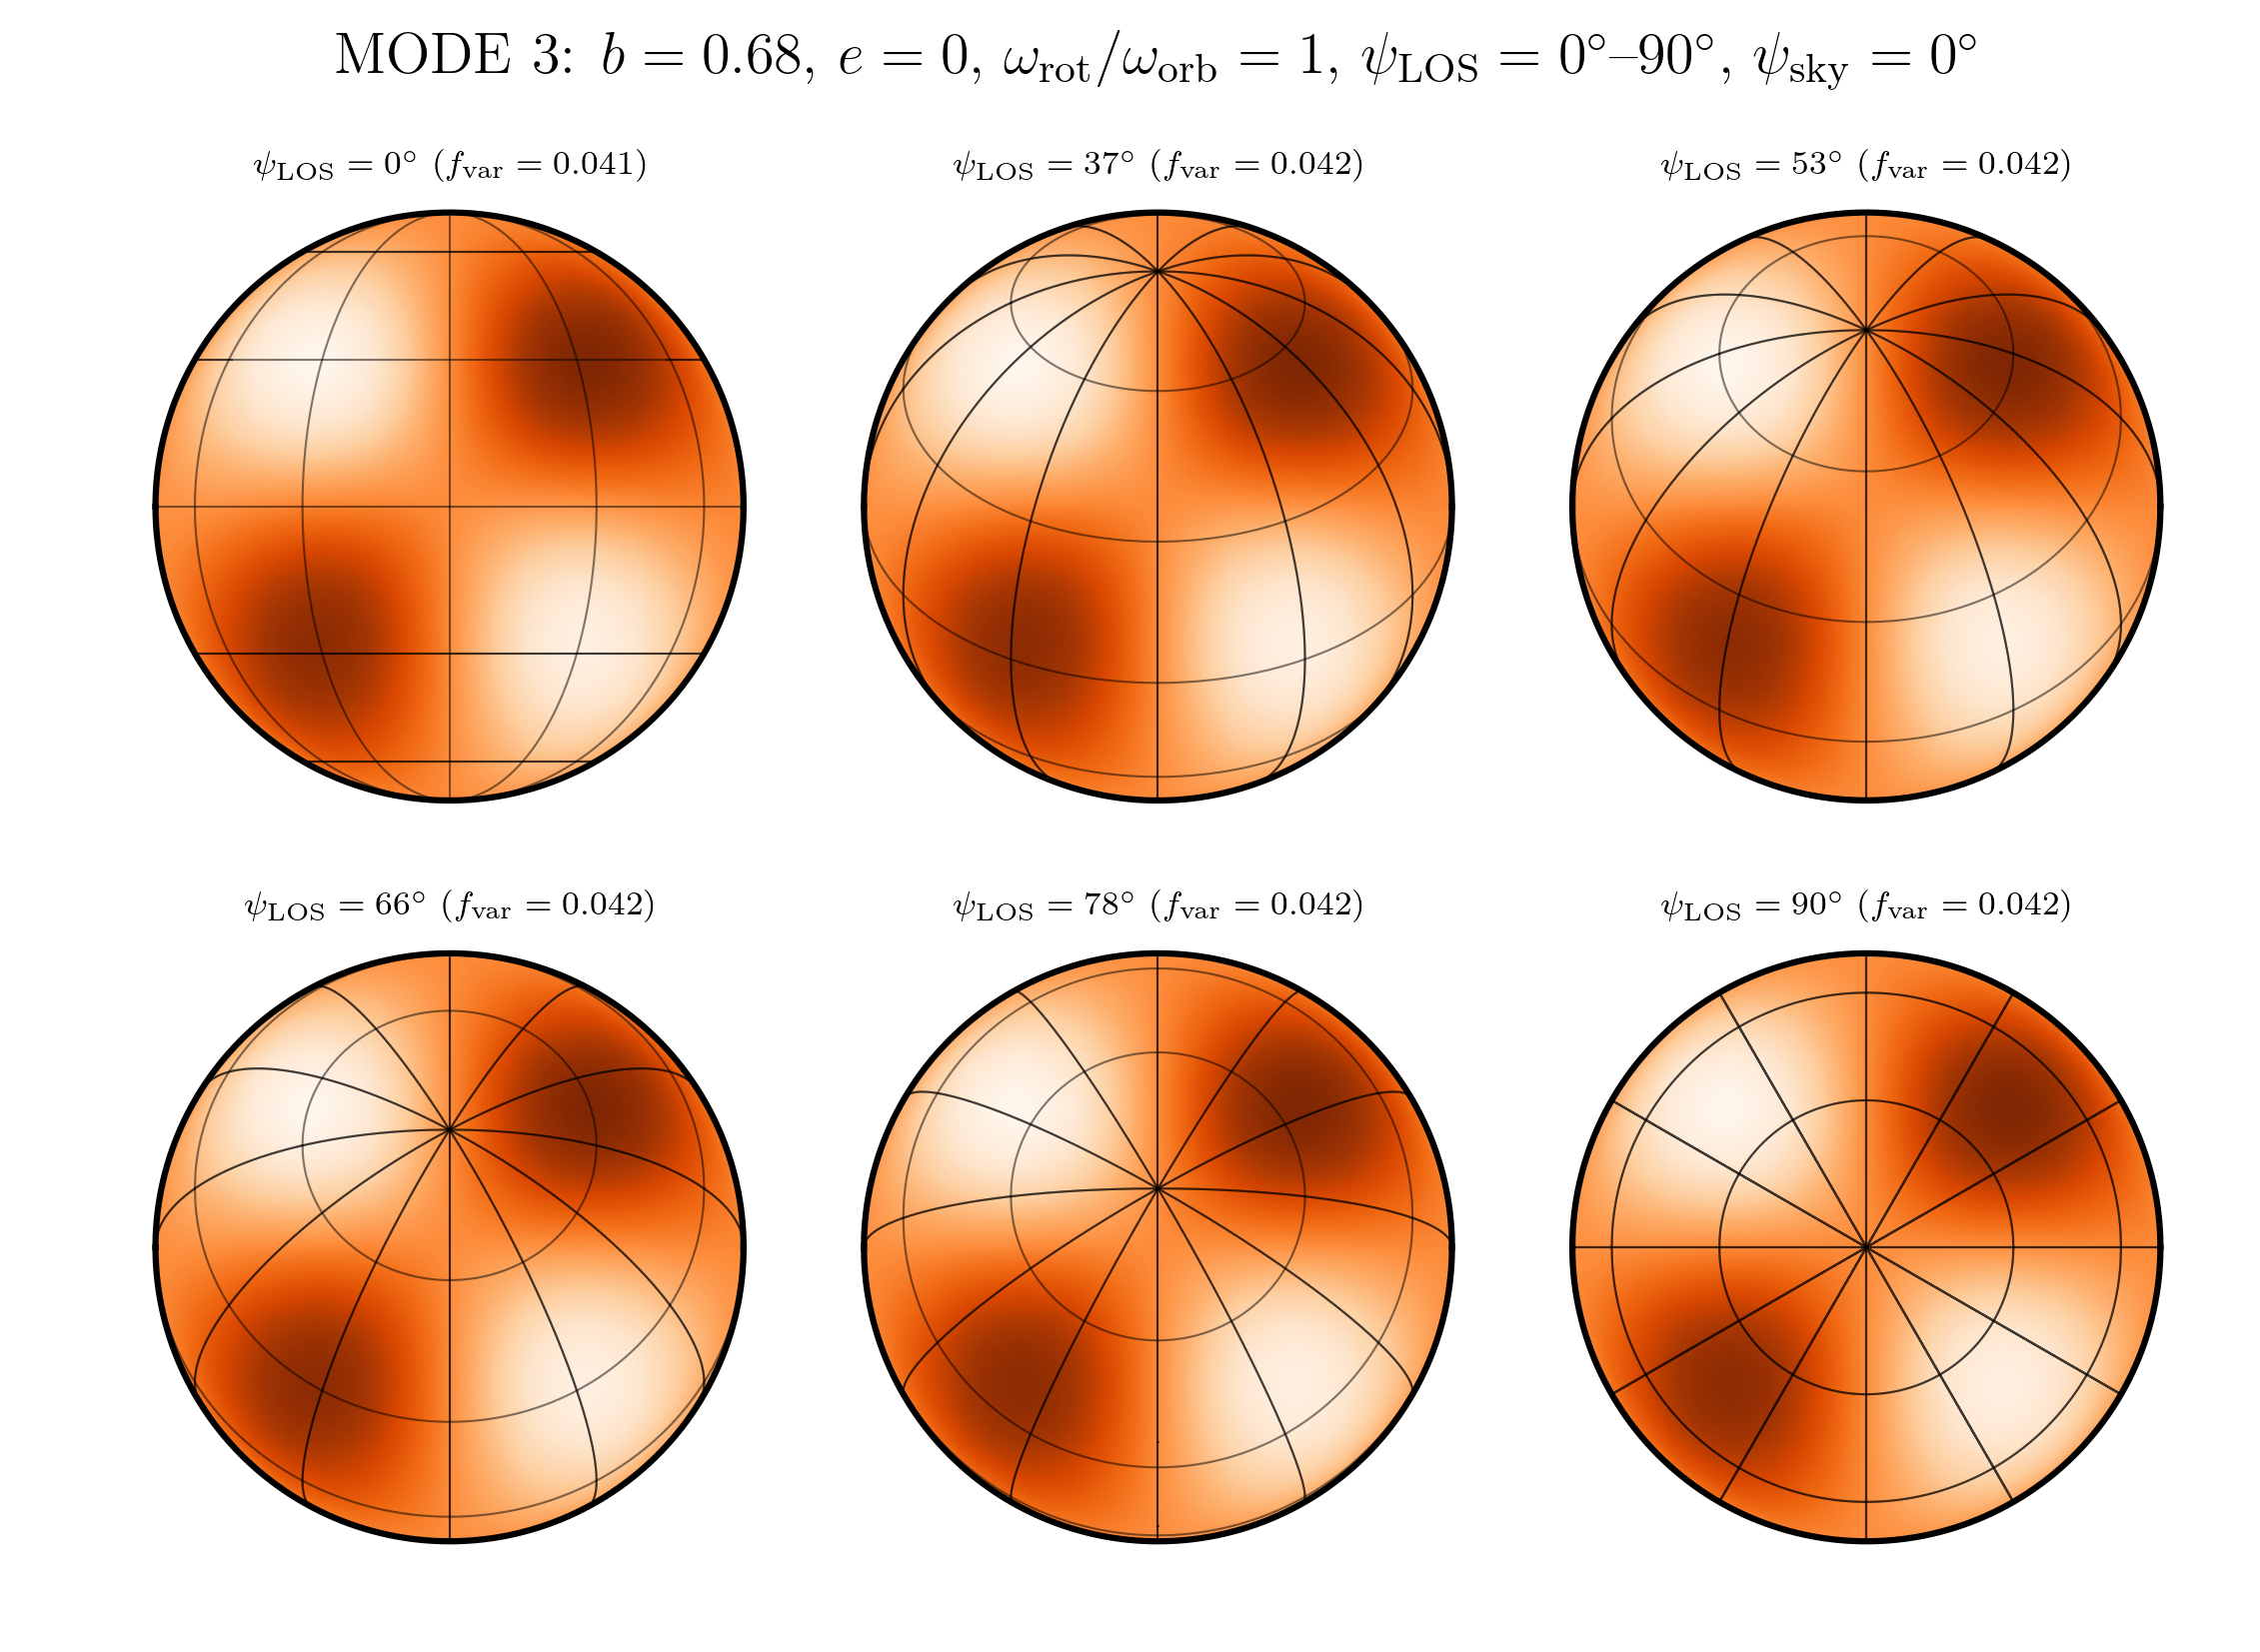 MODE 3: b = 0.68, e = 0, ω_rot/ω_orb = 1, ψ_LOS = 0°–90°, ψ_sky = 0°
ψ_LOS = 0° (f_var = 0.041)
ψ_LOS = 37° (f_var = 0.042)
ψ_LOS = 53° (f_var = 0.042)
ψ_LOS = 66° (f_var = 0.042)
ψ_LOS = 78° (f_var = 0.042)
ψ_LOS = 90° (f_var = 0.042)